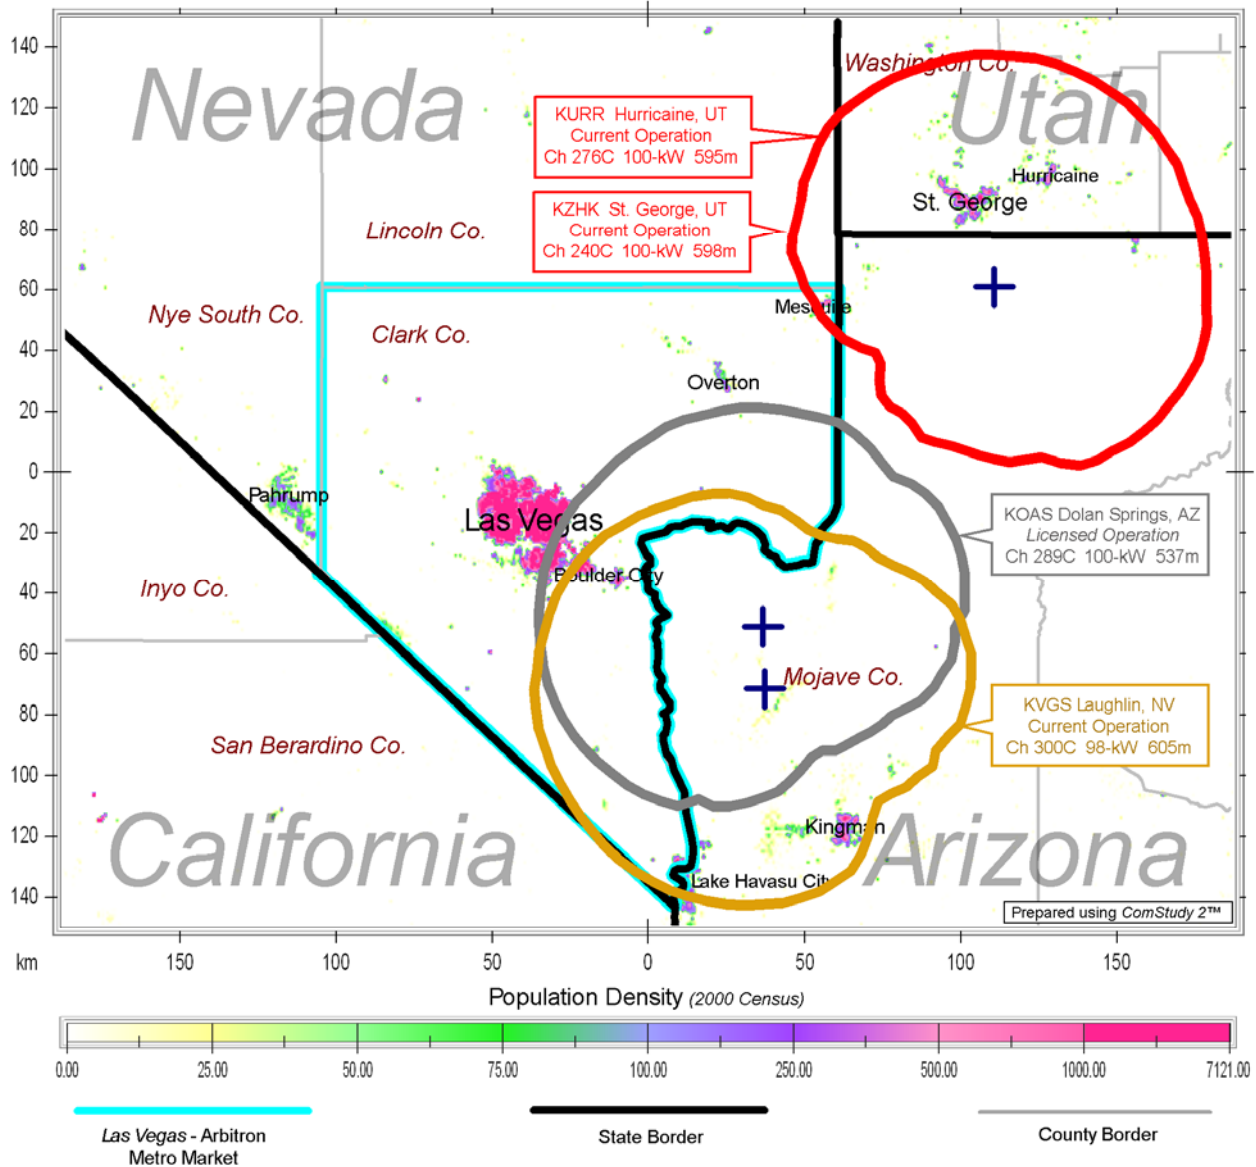 140
120
100
80
60
40
20
0
20
40
60
80
100
120
140
Nevada
Washington Co.
Utah
KURR Hurricaine, UT
Current Operation
Ch 276C 100-kW 595m
Hurricaine
St. George
KZHK St. George, UT
Current Operation
Ch 240C 100-kW 598m
Lincoln Co.
Nye South Co.
Clark Co.
Mesquite
Overton
Pahrump
Las Vegas
Boulder City
KOAS Dolan Springs, AZ
Licensed Operation
Ch 289C 100-kW 537m
Inyo Co.
Mojave Co.
KVGS Laughlin, NV
Current Operation
Ch 300C 98-kW 605m
San Berardino Co.
California
Kingman
Arizona
Lake Havasu City
Prepared using ComStudy 2™
km 150 100 50 0 50 100 150
Population Density (2000 Census)
0.00 25.00 50.00 75.00 100.00 250.00 500.00 1000.00 7121.00
Las Vegas - Arbitron
Metro Market
State Border
County Border